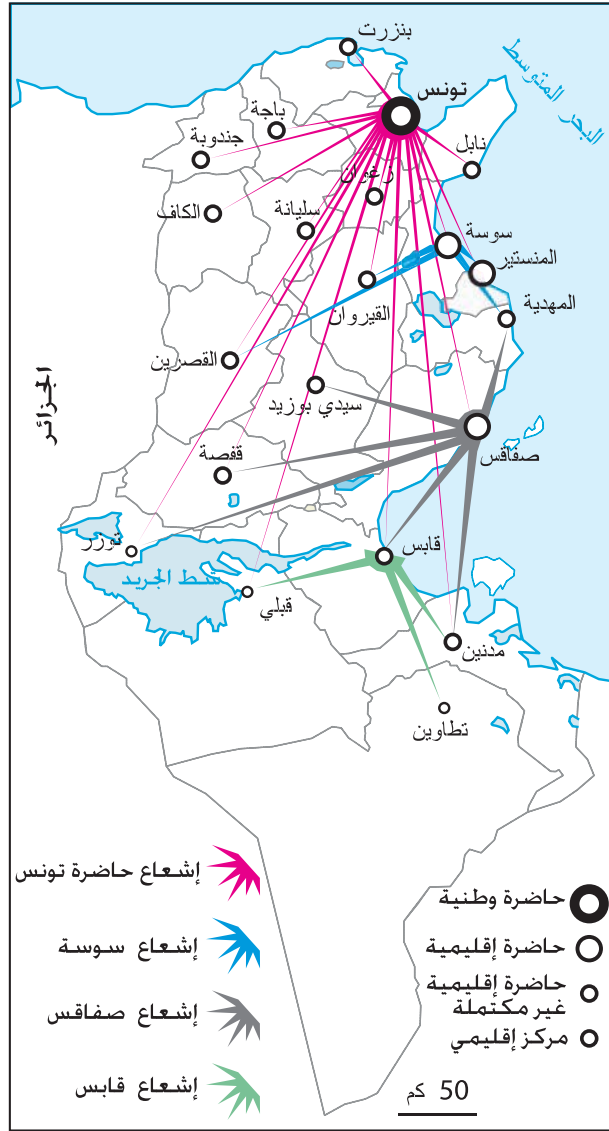 بنزرت
البحر المتوسط
تونس
باجة
جندوبة
نابل
زغوان
الكاف
سليانة
سوسة
المنستير
القيروان
المهدية
القصرين
الجزائر
سيدي بوزيد
صفاقس
قفصة
توزر
قابس
شط الجريد
قبلي
مدنين
تطاوين
إشعاع حاضرة تونس
إشعاع سوسة
إشعاع صفاقس
إشعاع قابس
حاضرة وطنية
حاضرة إقليمية
حاضرة إقليمية
غير مكتملة
مركز إقليمي
50 كم